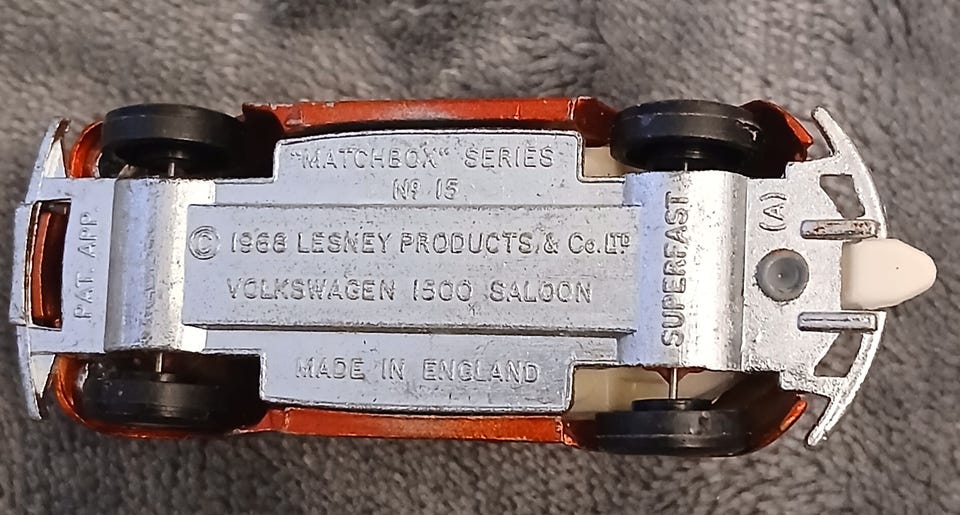 "MATCHBOX" SERIES
Nº 15
© 1968 LESNEY PRODUCTS & Co. LTD
VOLKSWAGEN 1500 SALOON
MADE IN ENGLAND
PAT. APP
SUPERFAST
(A)